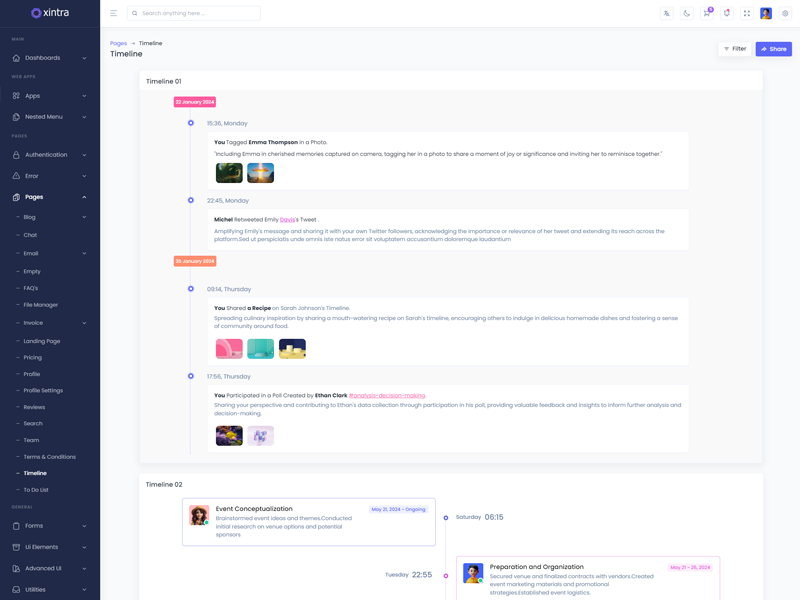 xintra
Search anything here ...
5
MAIN
Dashboards
WEB APPS
Apps
Nested Menu
PAGES
Authentication
Error
Pages
Blog
Chat
Email
Empty
FAQ's
File Manager
Invoice
Landing Page
Pricing
Profile
Profile Settings
Reviews
Search
Team
Terms & Conditions
Timeline
To Do List
GENERAL
Forms
UI Elements
Advanced UI
Utilities
Pages → Timeline
Timeline
Filter
Share
Timeline 01
22 January 2024
15:36, Monday
You Tagged Emma Thompson in a Photo.
"Including Emma in cherished memories captured on camera, tagging her in a photo to share a moment of joy or significance and inviting her to reminisce together."
22:45, Monday
Michel Retweeted Emily Davis's Tweet .
Amplifying Emily's message and sharing it with your own Twitter followers, acknowledging the importance or relevance of her tweet and extending its reach across the
platform.Sed ut perspiciatis unde omnis iste natus error sit voluptatem accusantium doloremque laudantium
25 January 2024
09:14, Thursday
You Shared a Recipe on Sarah Johnson's Timeline.
Spreading culinary inspiration by sharing a mouth-watering recipe on Sarah's timeline, encouraging others to indulge in delicious homemade dishes and fostering a sense
of community around food.
17:56, Thursday
You Participated in a Poll Created by Ethan Clark #analysis-decision-making.
Sharing your perspective and contributing to Ethan's data collection through participation in his poll, providing valuable feedback and insights to inform further analysis and
decision-making.
Timeline 02
Event Conceptualization
May 21, 2024 - Ongoing
Brainstormed event ideas and themes.Conducted
initial research on venue options and potential
sponsors
Saturday 06:15
Tuesday 22:55
Preparation and Organization
May 21 - 26, 2024
Secured venue and finalized contracts with vendors.Created
event marketing materials and promotional
strategies.Established event logistics.